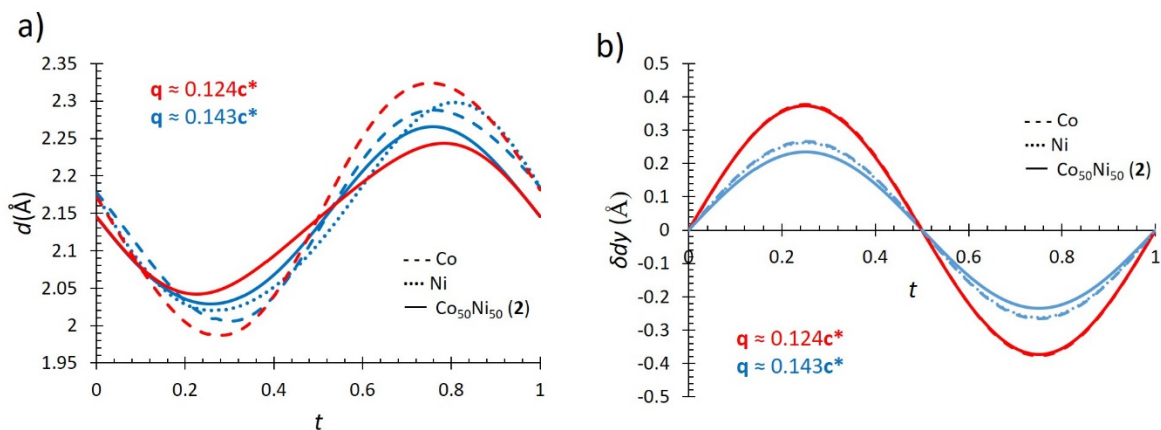 a)
d(Å)
2.35
2.3
2.25
2.2
2.15
2.1
2.05
2
1.95
q ≈ 0.124c*
q ≈ 0.143c*
Co
Ni
Co₅₀Ni₅₀ (2)
0 0.2 0.4 0.6 0.8 1
t
b)
δdy (Å)
0.5
0.4
0.3
0.2
0.1
0
-0.1
-0.2
-0.3
-0.4
-0.5
Co
Ni
Co₅₀Ni₅₀ (2)
0 0.2 0.4 0.6 0.8 1
t
q ≈ 0.124c*
q ≈ 0.143c*